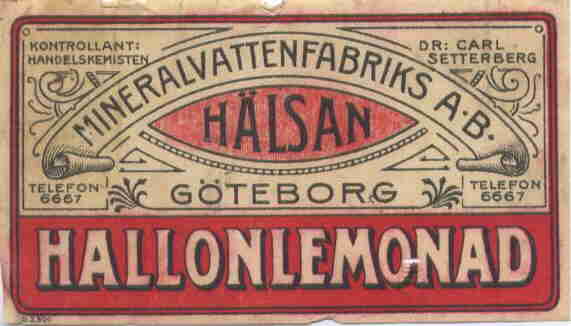 KONTROLLANT:
HANDELSKEMISTEN
DR: CARL
SETTERBERG
MINERALVATTENFABRIKS A.-B.
HÄLSAN
TELEFON
6667
GÖTEBORG
TELEFON
6667
HALLONLEMONAD